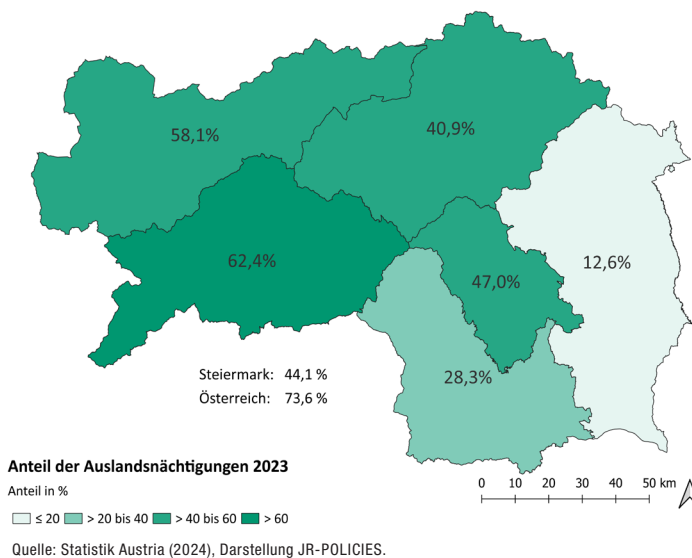 58,1%
40,9%
62,4%
47,0%
12,6%
28,3%
Steiermark: 44,1 %
Österreich: 73,6 %
Anteil der Auslandsnächtigungen 2023
Anteil in %
≤ 20 > 20 bis 40 > 40 bis 60 > 60
0 10 20 30 40 50 km
Quelle: Statistik Austria (2024), Darstellung JR-POLICIES.